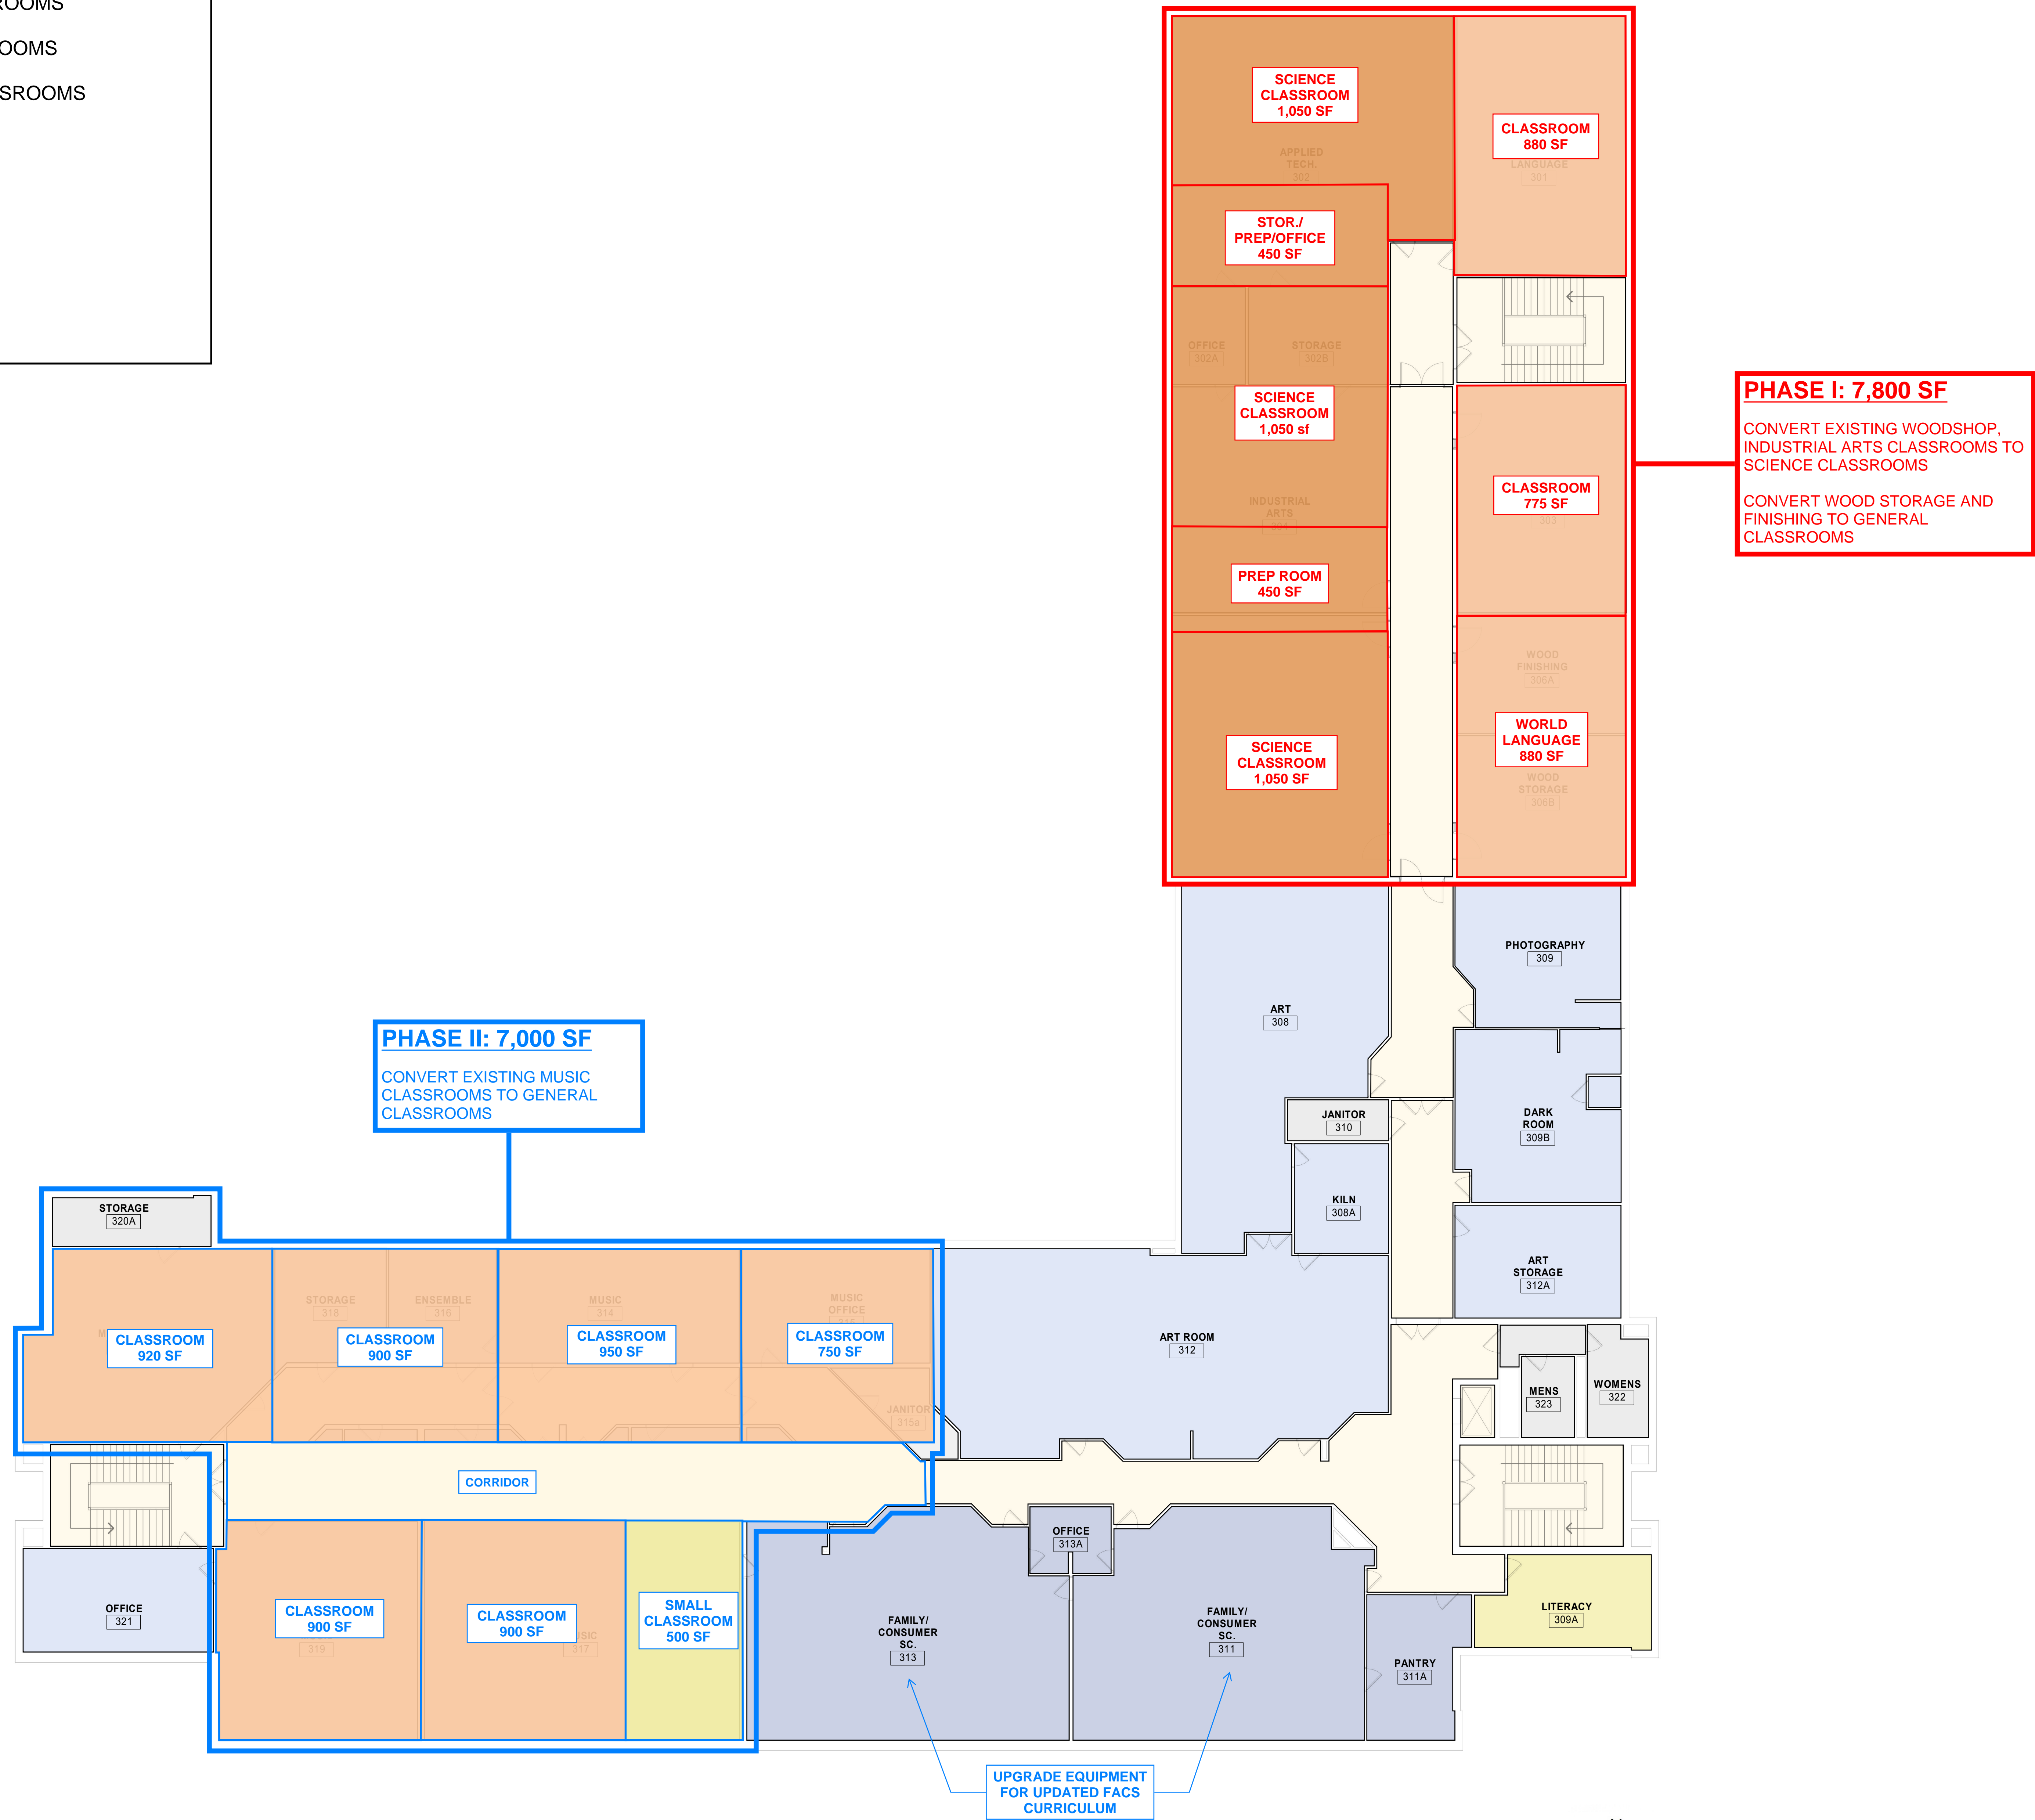 ROOMS
OOMS
SROOMS
SCIENCE
CLASSROOM
1,050 SF
APPLIED
TECH.
302
CLASSROOM
880 SF
LANGUAGE
301
STOR./
PREP/OFFICE
450 SF
OFFICE
302A
STORAGE
302B
SCIENCE
CLASSROOM
1,050 sf
INDUSTRIAL
ARTS
CLASSROOM
775 SF
303
PREP ROOM
450 SF
WOOD
FINISHING
306A
SCIENCE
CLASSROOM
1,050 SF
WORLD
LANGUAGE
880 SF
WOOD
STORAGE
306B
PHASE I: 7,800 SF
CONVERT EXISTING WOODSHOP,
INDUSTRIAL ARTS CLASSROOMS TO
SCIENCE CLASSROOMS
CONVERT WOOD STORAGE AND
FINISHING TO GENERAL
CLASSROOMS
PHOTOGRAPHY
309
ART
308
JANITOR
310
DARK
ROOM
309B
KILN
308A
ART
STORAGE
312A
PHASE II: 7,000 SF
CONVERT EXISTING MUSIC
CLASSROOMS TO GENERAL
CLASSROOMS
STORAGE
320A
CLASSROOM
920 SF
STORAGE
318
ENSEMBLE
316
CLASSROOM
900 SF
MUSIC
314
CLASSROOM
950 SF
MUSIC
OFFICE
CLASSROOM
750 SF
JANITOR
315a
ART ROOM
312
MENS
323
WOMENS
322
CORRIDOR
OFFICE
321
CLASSROOM
900 SF
319
CLASSROOM
900 SF
SIC
317
SMALL
CLASSROOM
500 SF
OFFICE
313A
FAMILY/
CONSUMER
SC.
313
FAMILY/
CONSUMER
SC.
311
PANTRY
311A
LITERACY
309A
UPGRADE EQUIPMENT
FOR UPDATED FACS
CURRICULUM